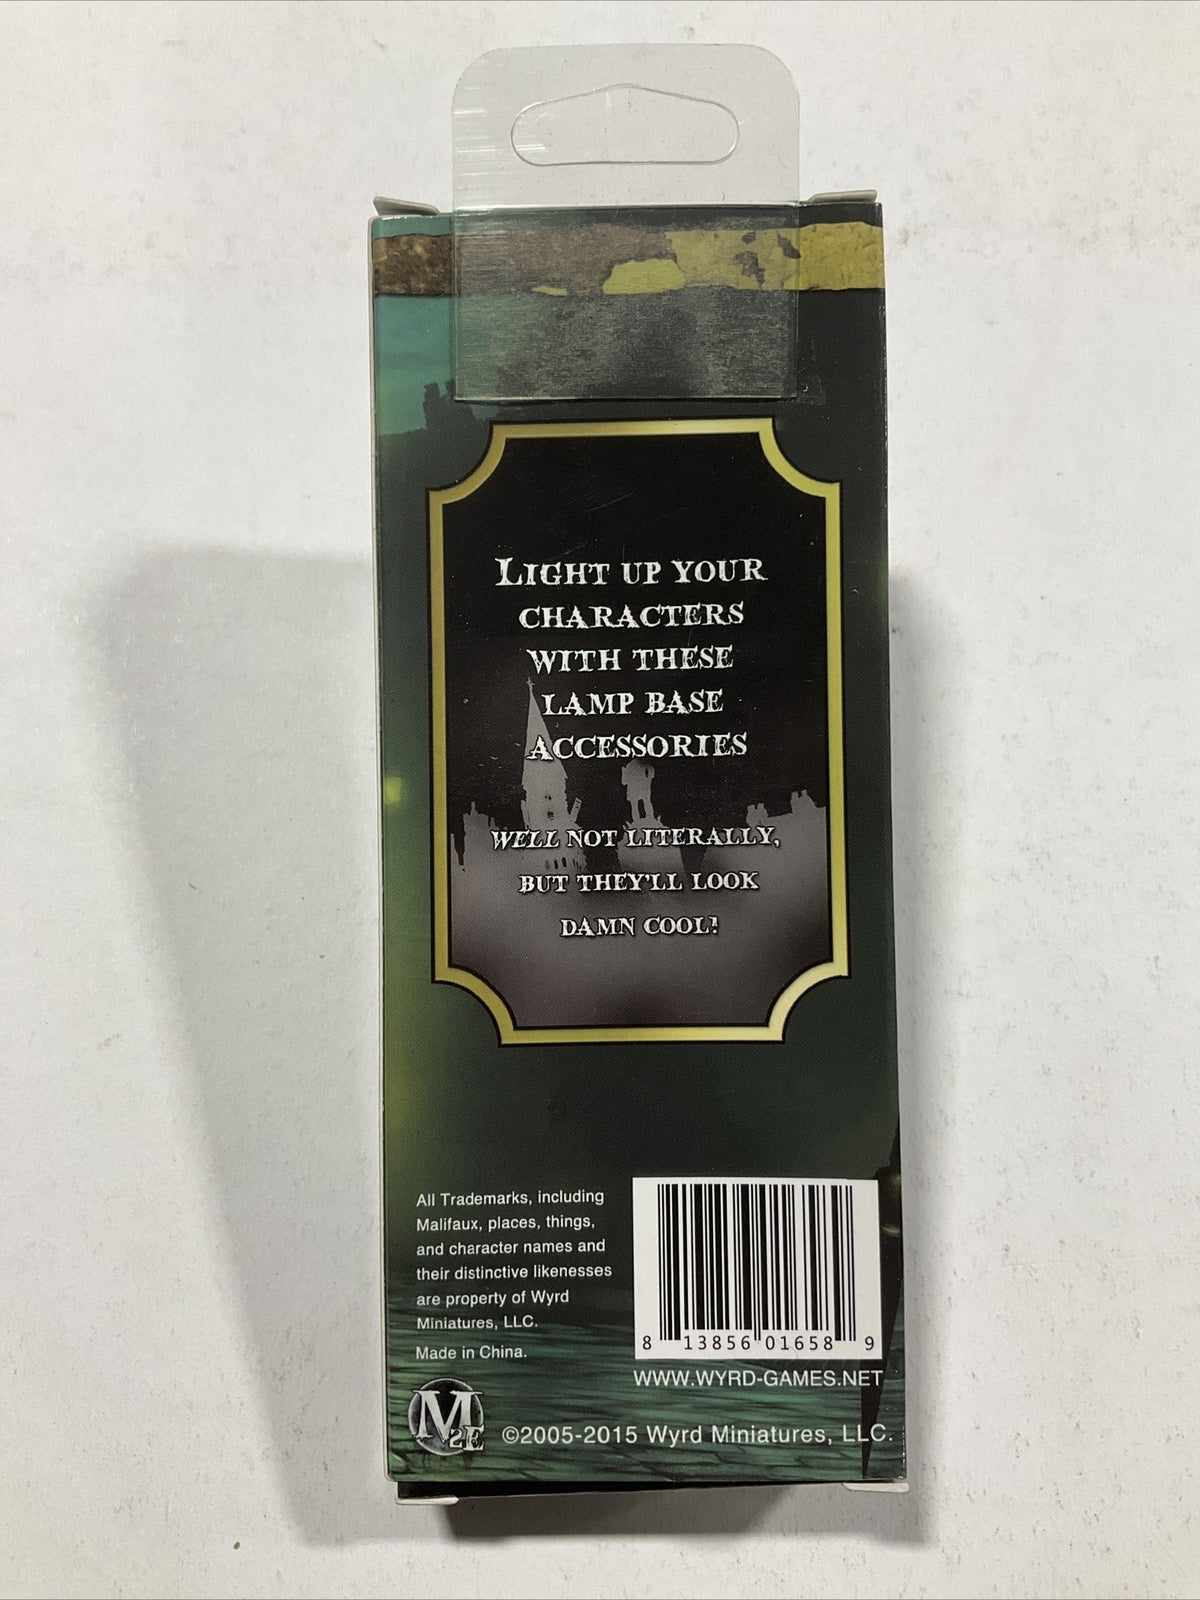 Light up your
characters
with these
lamp base
accessories
Well not literally,
but they'll look
damn cool!
All Trademarks, including
Malifaux, places, things,
and character names and
their distinctive likenesses
are property of Wyrd
Miniatures, LLC.
Made in China.
8 13856 01658 9
WWW.WYRD-GAMES.NET
M2E ©2005-2015 Wyrd Miniatures, LLC.